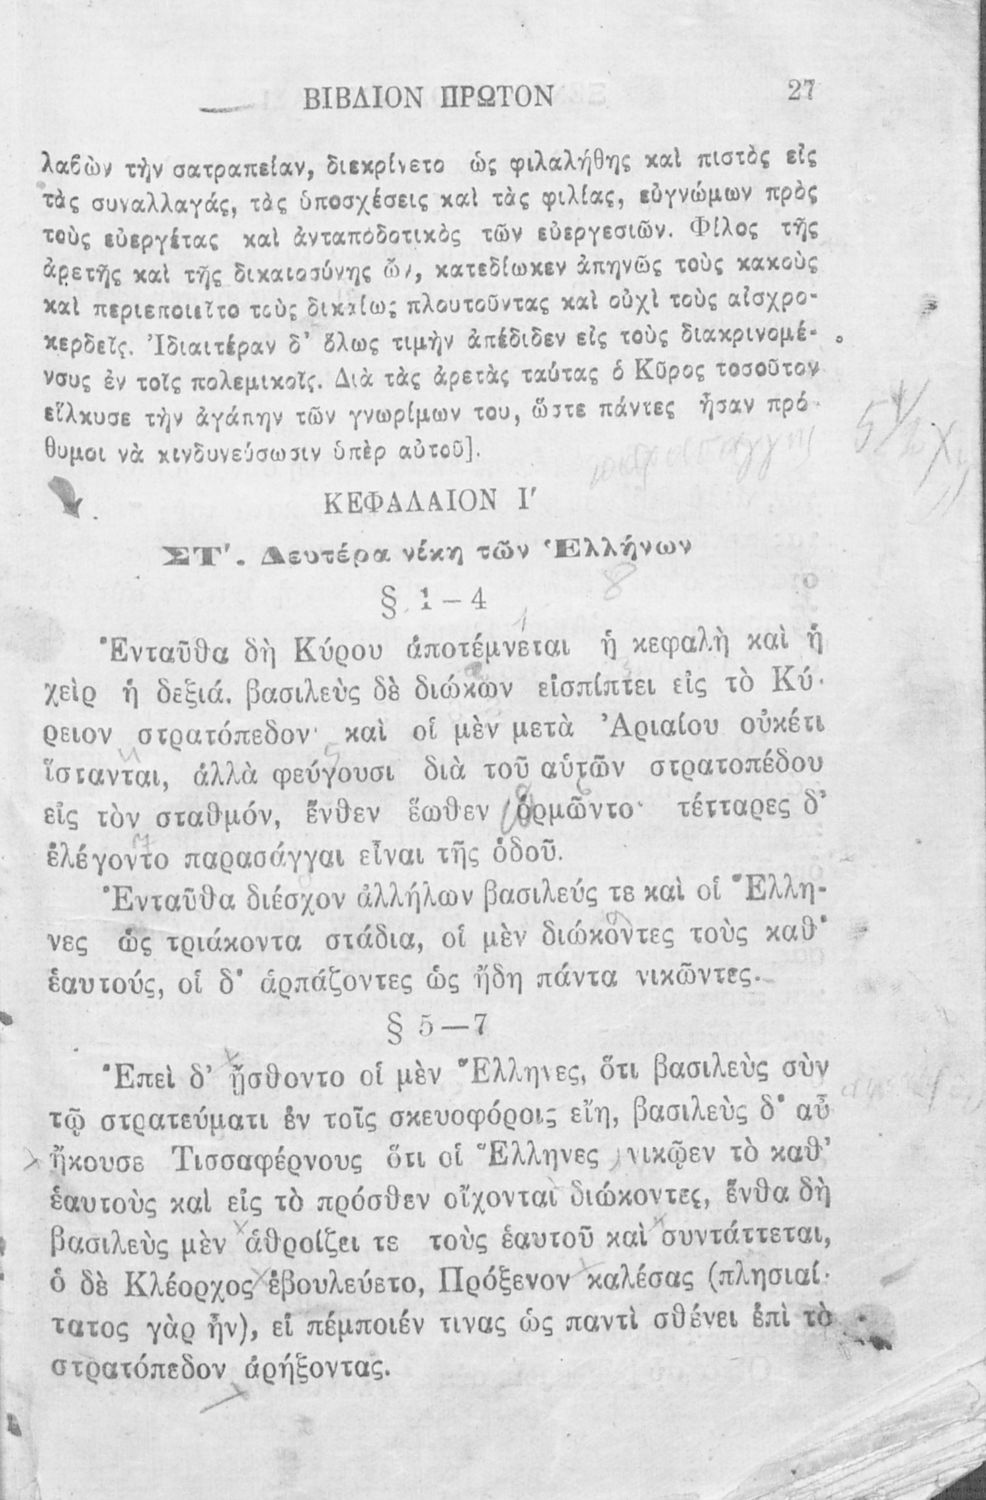 ΒΙΒΛΙΟΝ ΠΡΩΤΟΝ 27
λαβὼν τὴν σατραπείαν, διεκρίνετο ὡς φιλαλήθης καὶ πιστὸς εἰς
τὰς συναλλαγάς, τὰς ὑποσχέσεις καὶ τὰς φιλίας, εὐγνώμων πρὸς
τοὺς εὐεργέτας καὶ ἀνταποδοτικὸς τῶν εὐεργεσιῶν. Φίλος τῆς
ἀρετῆς καὶ τῆς δικαιοσύνης ὤν, κατεδίωκεν ἀπηνῶς τοὺς κακοὺς
καὶ περιεποιεῖτο τοὺς δικαίως πλουτοῦντας καὶ οὐχὶ τοὺς αἰσχρο-
κερδεῖς. Ἰδιαιτέραν δ' ὅλως τιμὴν ἀπέδιδεν εἰς τοὺς διακρινομέ-
νους ἐν τοῖς πολεμικοῖς. Διὰ τὰς ἀρετὰς ταύτας ὁ Κῦρος τοσοῦτον
εἵλκυσε τὴν ἀγάπην τῶν γνωρίμων του, ὥστε πάντες ἦσαν πρό-
θυμοι νὰ κινδυνεύσωσιν ὑπὲρ αὐτοῦ].
ΚΕΦΑΛΑΙΟΝ Ι'
ΣΤ'. Δευτέρα νίκη τῶν Ἑλλήνων
§ 1 – 4
Ἐνταῦθα δὴ Κύρου ἀποτέμνεται ἡ κεφαλὴ καὶ ἡ
χεὶρ ἡ δεξιά. βασιλεὺς δὲ διώκων εἰσπίπτει εἰς τὸ Κύ-
ρειον στρατόπεδον· καὶ οἱ μὲν μετὰ Ἀριαίου οὐκέτι
ἵστανται, ἀλλὰ φεύγουσι διὰ τοῦ αὑτῶν στρατοπέδου
εἰς τὸν σταθμόν, ἔνθεν ἕωθεν ὁρμῶντο· τέτταρες δ'
ἐλέγοντο παρασάγγαι εἶναι τῆς ὁδοῦ.
Ἐνταῦθα διέσχον ἀλλήλων βασιλεύς τε καὶ οἱ Ἕλλη-
νες ὡς τριάκοντα στάδια, οἱ μὲν διώκοντες τοὺς καθ'
ἑαυτούς, οἱ δ' ἁρπάζοντες ὡς ἤδη πάντα νικῶντες.
§ 5 – 7
Ἐπεὶ δ' ᾔσθοντο οἱ μὲν Ἕλληνες, ὅτι βασιλεὺς σὺν
τῷ στρατεύματι ἐν τοῖς σκευοφόροις εἴη, βασιλεὺς δ' αὖ
ἤκουσε Τισσαφέρνους ὅτι οἱ Ἕλληνες νικῷεν τὸ καθ'
ἑαυτοὺς καὶ εἰς τὸ πρόσθεν οἴχονται διώκοντες, ἔνθα δὴ
βασιλεὺς μὲν ἀθροίζει τε τοὺς ἑαυτοῦ καὶ συντάττεται,
ὁ δὲ Κλέαρχος ἐβουλεύετο, Πρόξενον καλέσας (πλησιαί-
τατος γὰρ ἦν), εἰ πέμποιέν τινας ὡς παντὶ σθένει ἐπὶ τὸ
στρατόπεδον ἀρήξοντας.